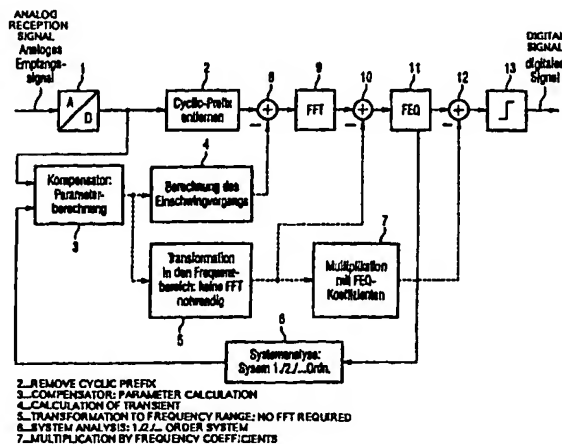 ANALOG
RECEPTION
SIGNAL
Analoges
Empfangs-
signal
1
A
D
2
Cyclic-Prefix
entfernen
8
9
FFT
10
11
FEQ
12
13
DIGITAL
SIGNAL
digitales
Signal
Kompensator:
Parameter-
berechnung
3
4
Berechnung des
Einschwingvorgangs
Transformation
in den Frequenz-
bereich: keine FFT
notwendig
5
7
Multiplikation
mit FEQ-
Koeffizienten
6
Systemanalyse:
System 1./2./...Ordn.
2...REMOVE CYCLIC PREFIX
3...COMPENSATOR: PARAMETER CALCULATION
4...CALCULATION OF TRANSIENT
5...TRANSFORMATION TO FREQUENCY RANGE: NO FFT REQUIRED
6...SYSTEM ANALYSIS: 1./2./... ORDER SYSTEM
7...MULTIPLICATION BY FREQUENCY COEFFICIENTS